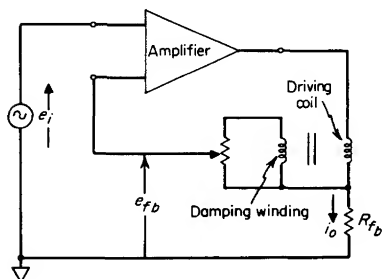 Amplifier
Driving
coil
e_i
e_fb
Damping winding
i_o
R_fb